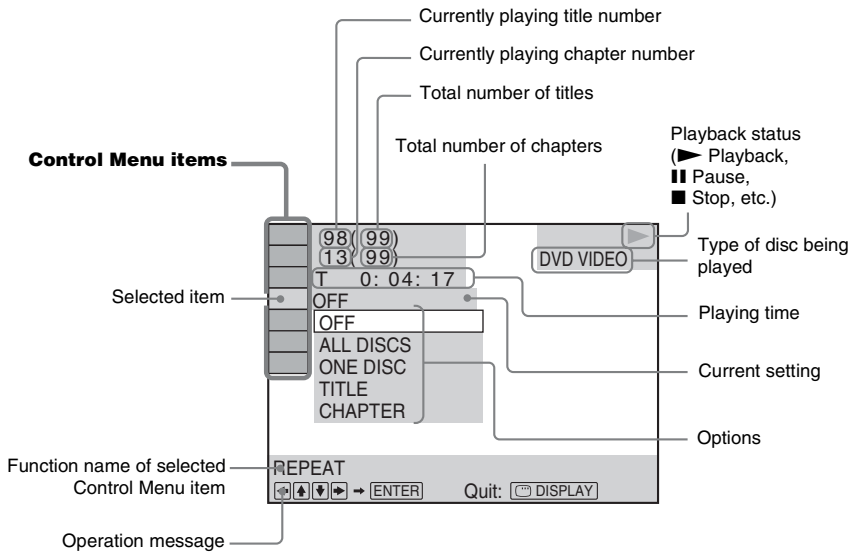 Currently playing title number
Currently playing chapter number
Total number of titles
Total number of chapters
Playback status
(► Playback,
❚❚ Pause,
■ Stop, etc.)
Control Menu items
98(99)
13(99)
DVD VIDEO
Type of disc being
played
T 0: 04: 17
Playing time
Selected item
OFF
OFF
ALL DISCS
ONE DISC
TITLE
CHAPTER
Current setting
Options
Function name of selected
Control Menu item
REPEAT
ENTER Quit: DISPLAY
Operation message